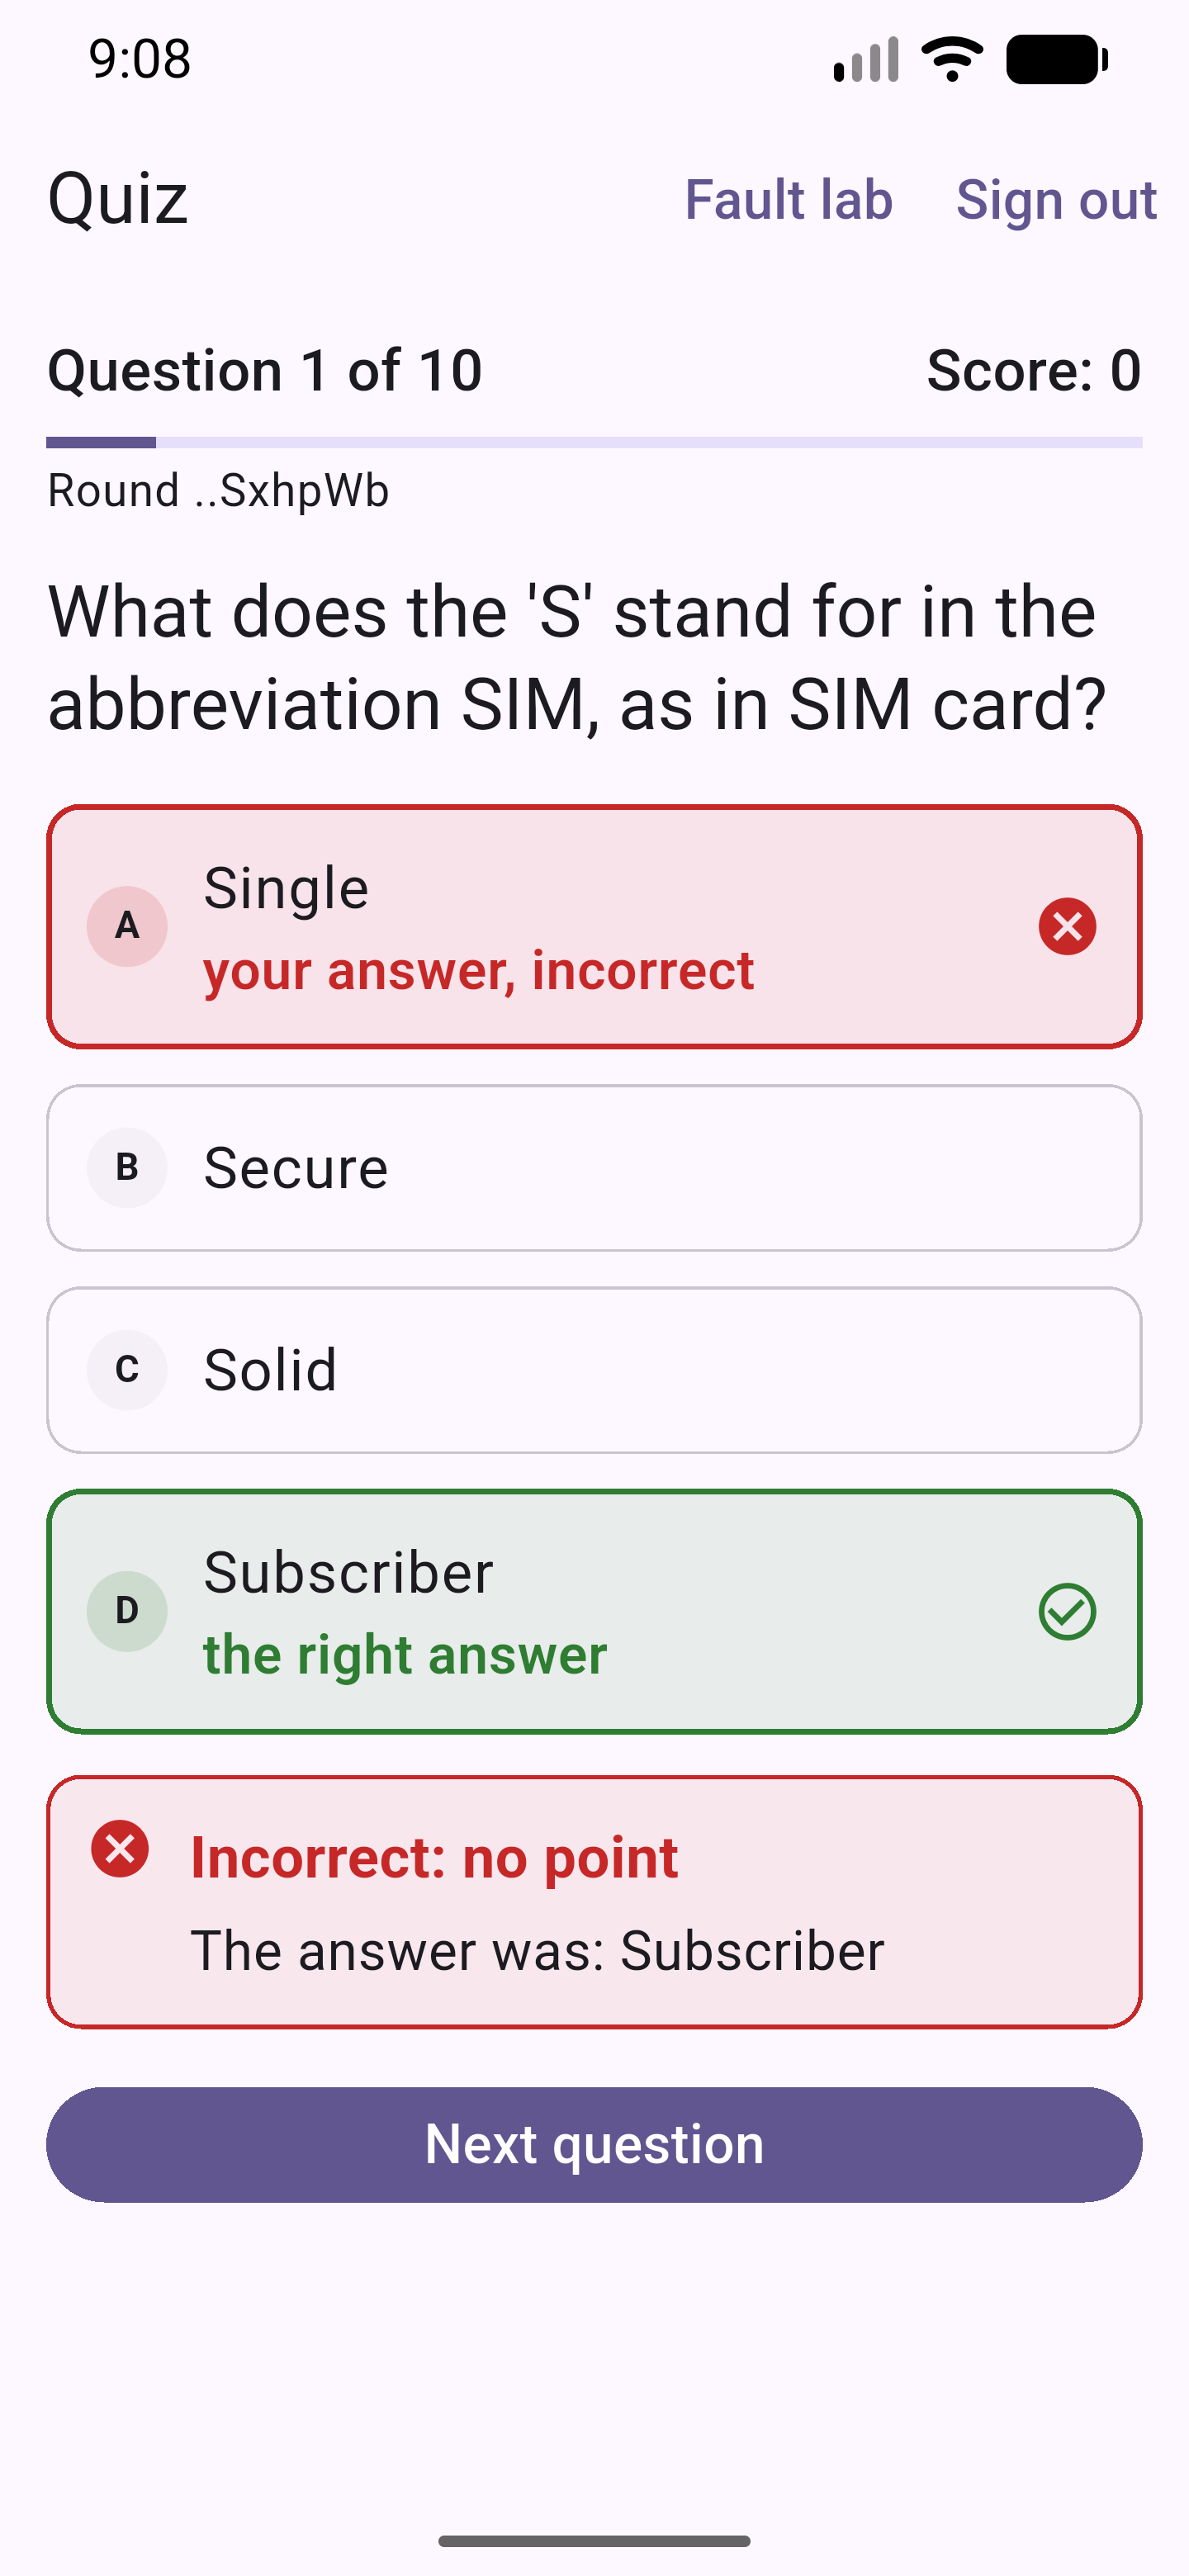 9:08
Quiz
Fault lab
Sign out
Question 1 of 10
Score: 0
Round ..SxhpWb
What does the 'S' stand for in the
abbreviation SIM, as in SIM card?
A
Single
your answer, incorrect
B
Secure
C
Solid
D
Subscriber
the right answer
Incorrect: no point
The answer was: Subscriber
Next question